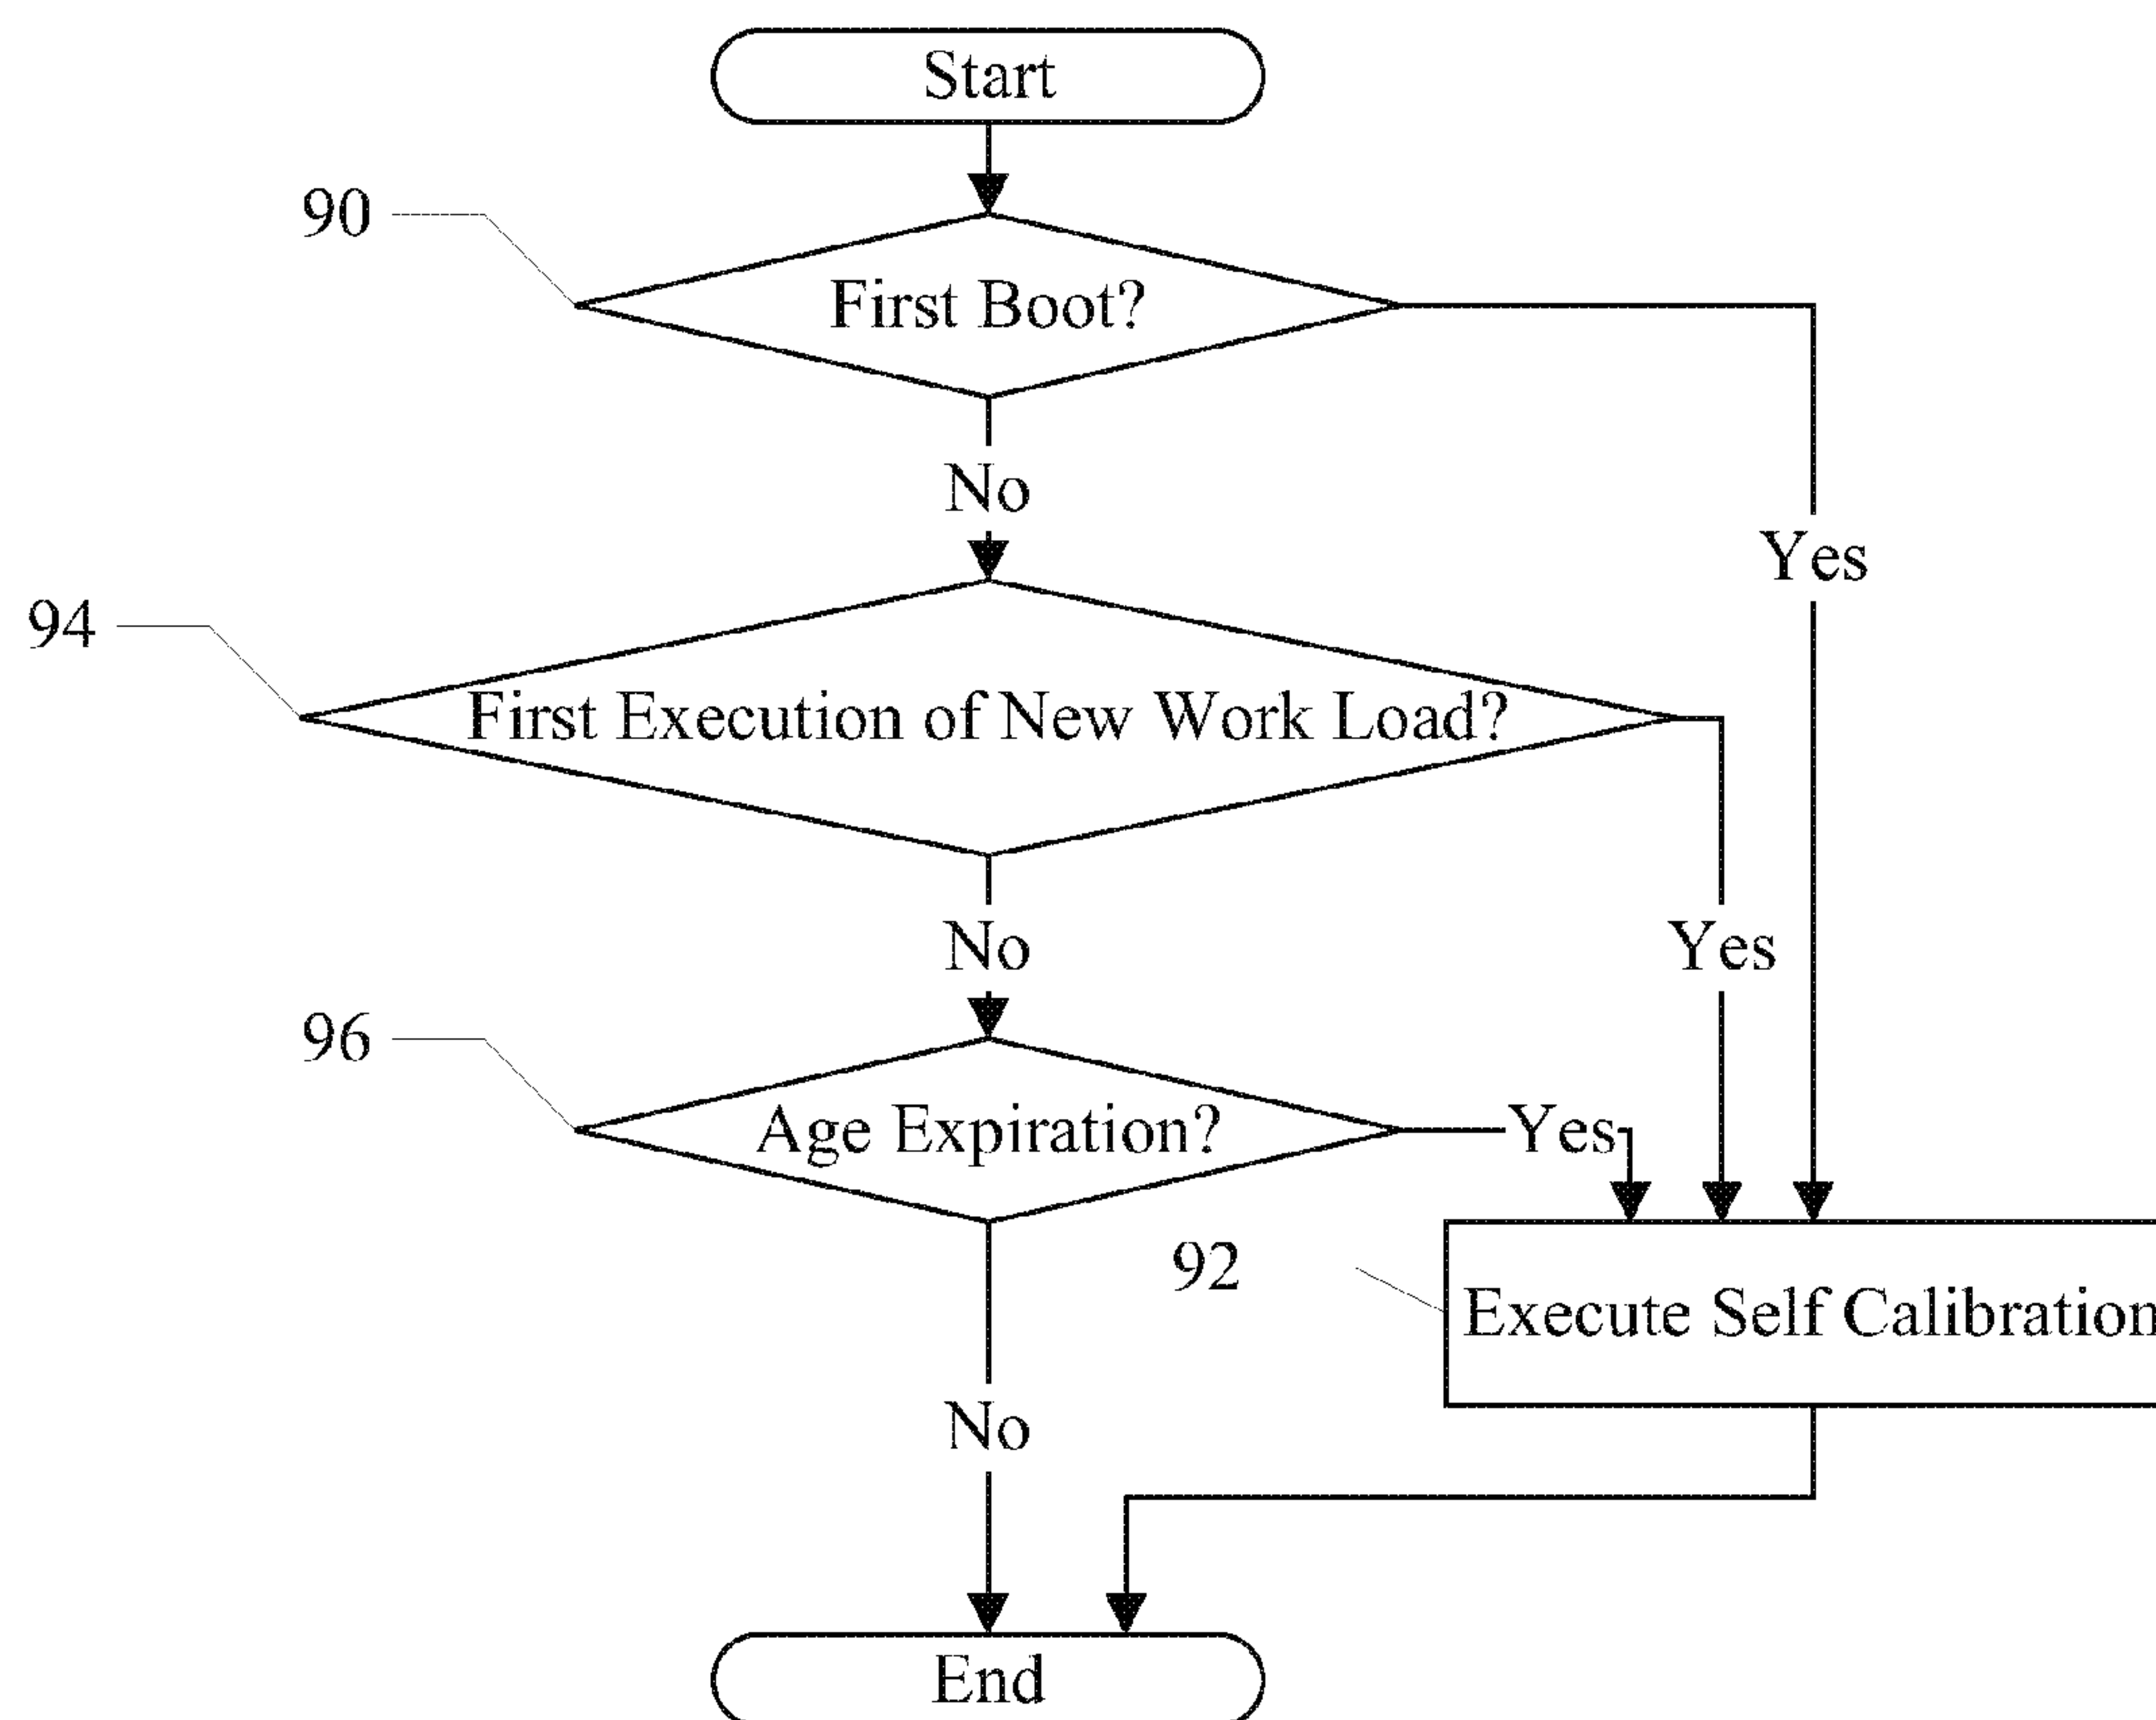 Start
90
First Boot?
No
Yes
94
First Execution of New Work Load?
No
Yes
96
Age Expiration?
Yes
92
Execute Self Calibration
No
End